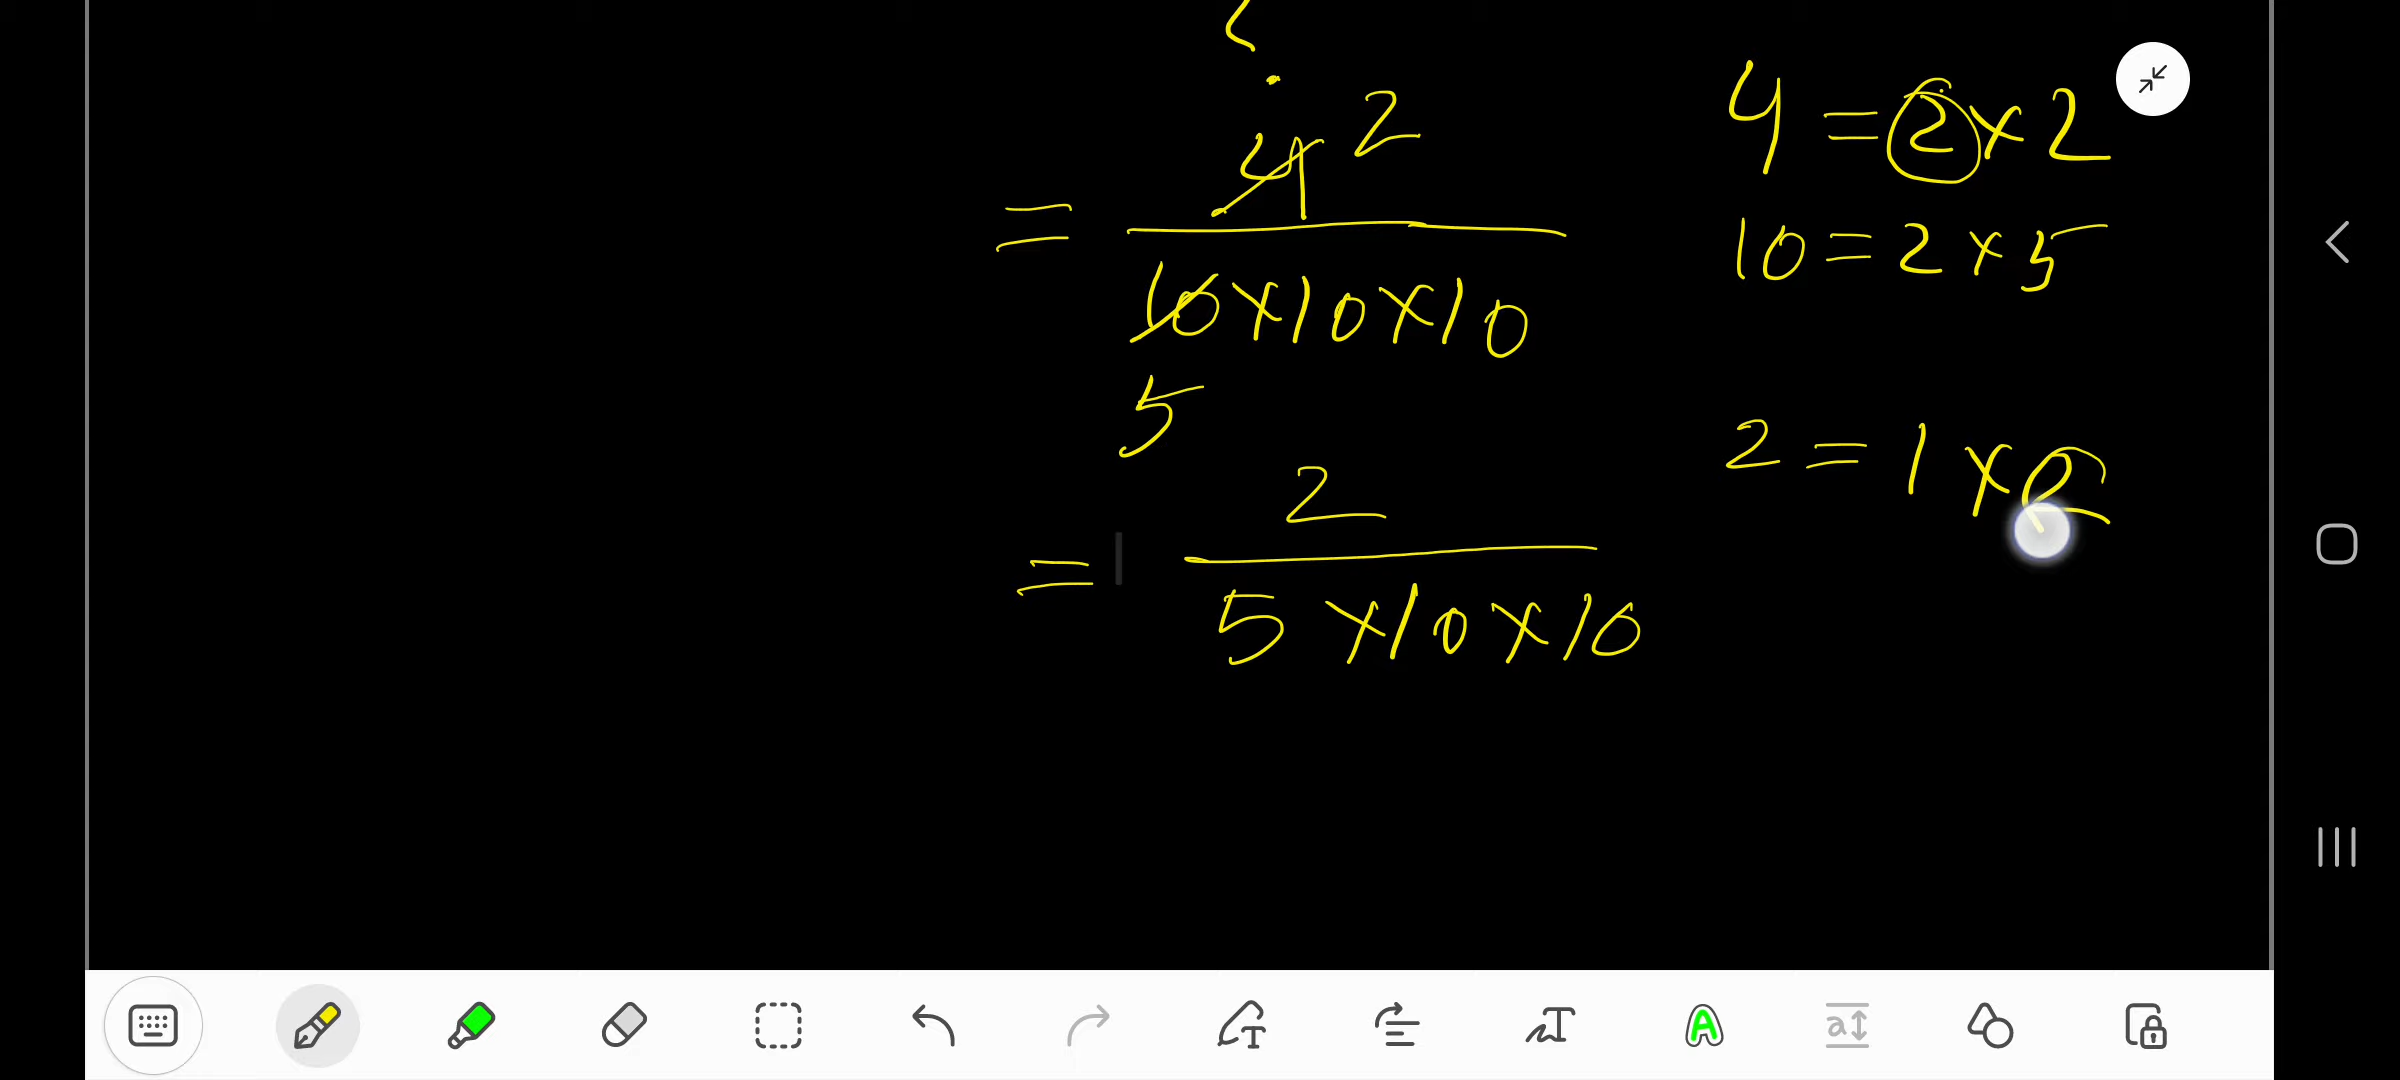 4 2
4 = 2 × 2
=
10 × 10 × 10
10 = 2 × 5
5
2
2 = 1 × 2
=
5 × 10 × 10